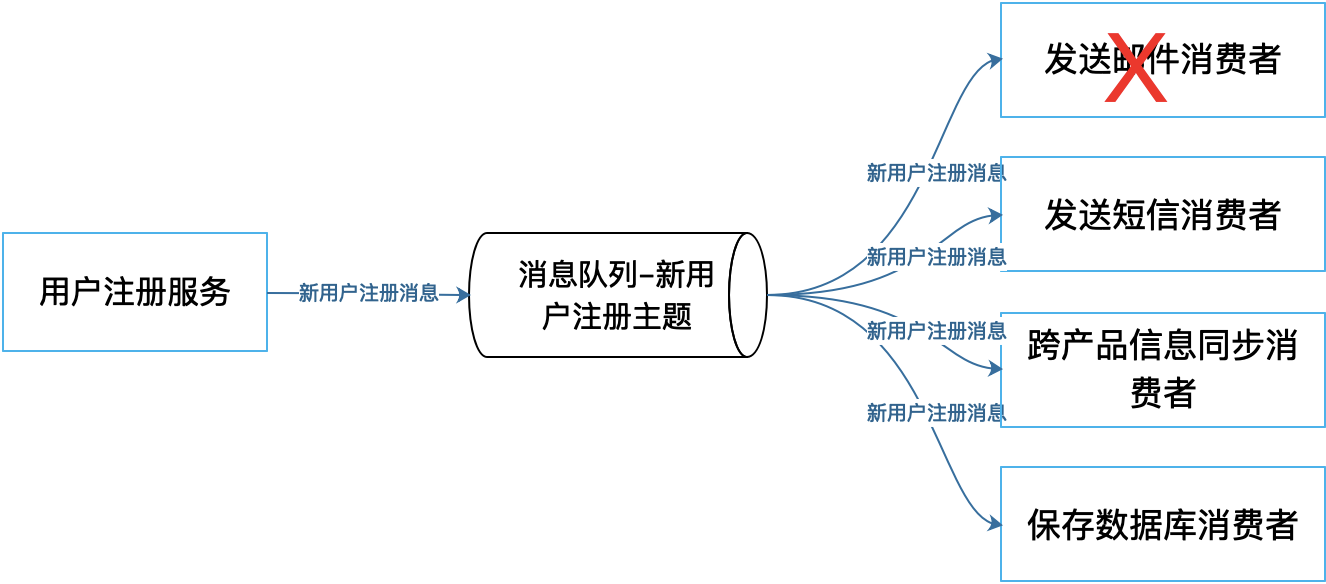 发送邮件消费者
X
新用户注册消息
发送短信消费者
新用户注册消息
用户注册服务
新用户注册消息
消息队列-新用
户注册主题
新用户注册消息
跨产品信息同步消
费者
新用户注册消息
保存数据库消费者